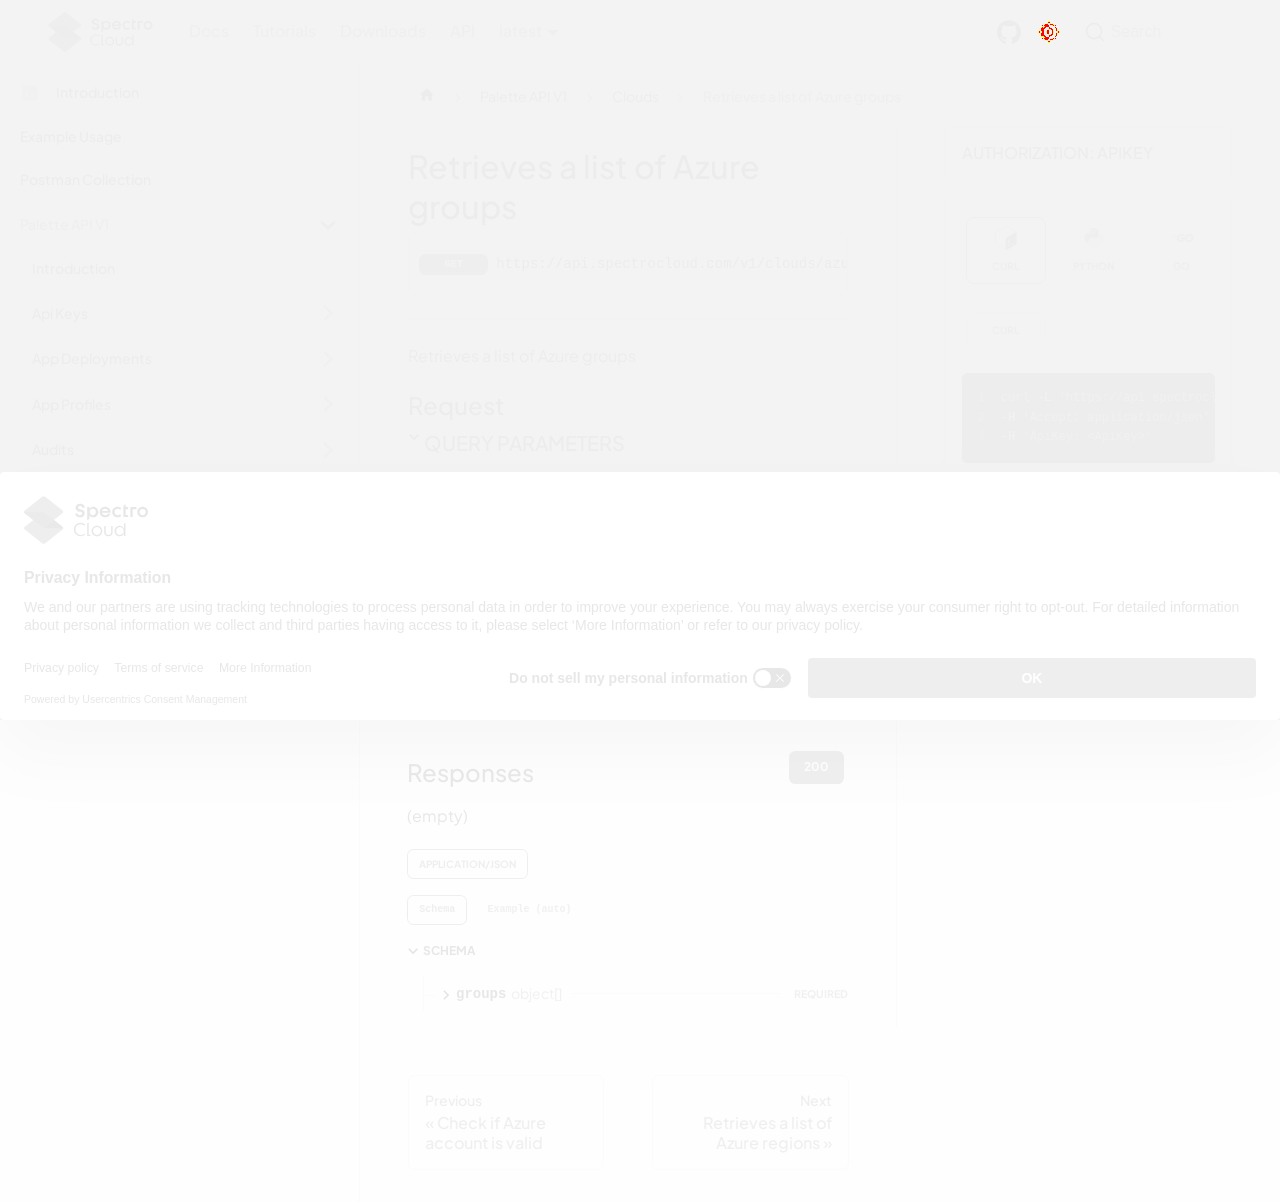 Spectro Cloud
Docs Tutorials Downloads API latest
Search
Introduction
Example Usage
Postman Collection
Palette API V1
Introduction
Api Keys
App Deployments
App Profiles
Audits
Palette API V1
Clouds
Retrieves a list of Azure groups
Retrieves a list of Azure
groups
GET https://api.spectrocloud.com/v1/clouds/azu
Retrieves a list of Azure groups
Request
QUERY PARAMETERS
AUTHORIZATION: APIKEY
CURL
PYTHON
GO
CURL
Spectro
Cloud
Privacy Information
We and our partners are using tracking technologies to process personal data in order to improve your experience. You may always exercise your consumer right to opt-out. For detailed information
about personal information we collect and third parties having access to it, please select ‘More Information’ or refer to our privacy policy.
Privacy policy Terms of service More Information
Powered by Usercentrics Consent Management
Do not sell my personal information
OK
Responses
200
(empty)
APPLICATION/JSON
Schema Example (auto)
SCHEMA
groups object[] REQUIRED
Previous
« Check if Azure
account is valid
Next
Retrieves a list of
Azure regions »